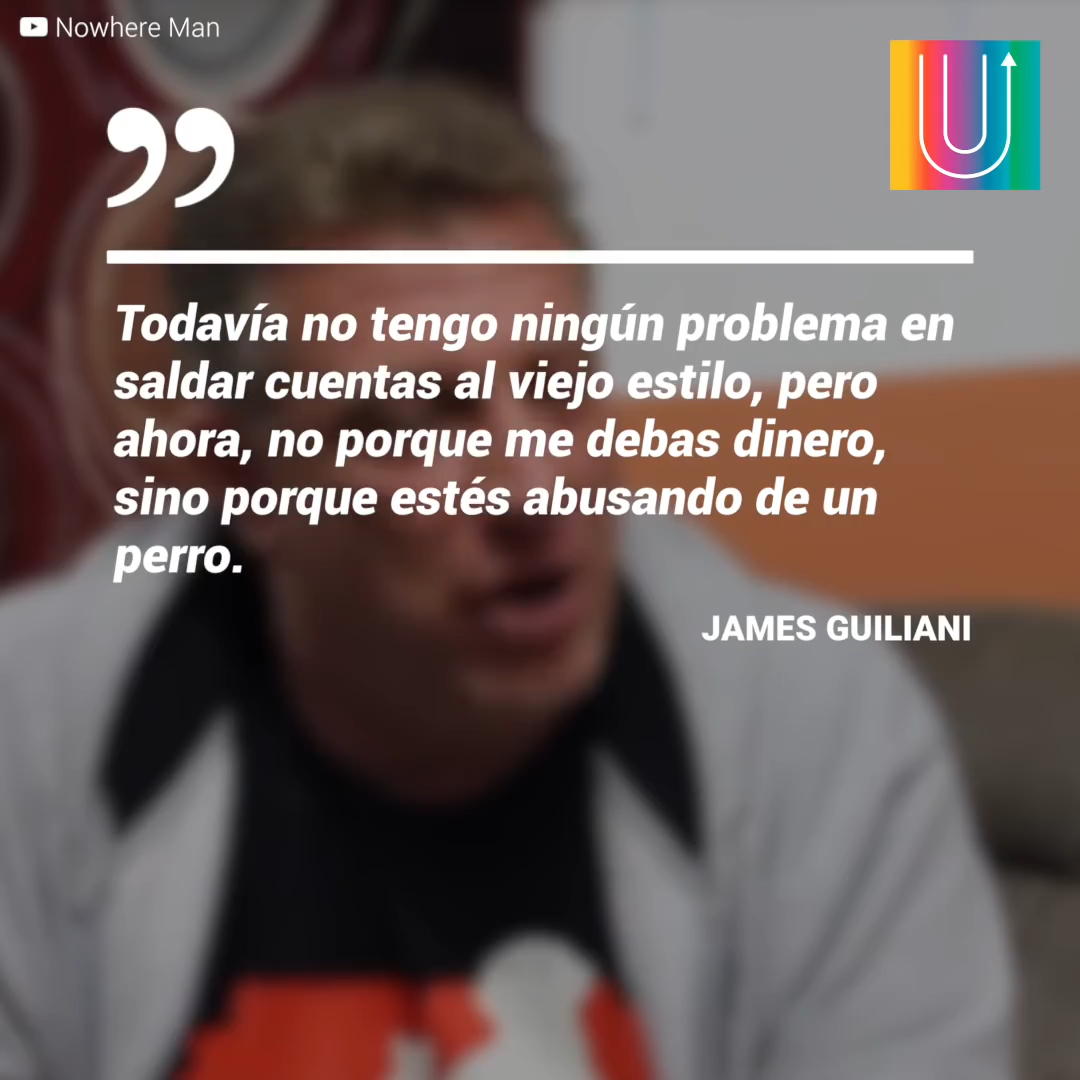 Nowhere Man
U
”
Todavía no tengo ningún problema en
saldar cuentas al viejo estilo, pero
ahora, no porque me debas dinero,
sino porque estés abusando de un
perro.
JAMES GUILIANI